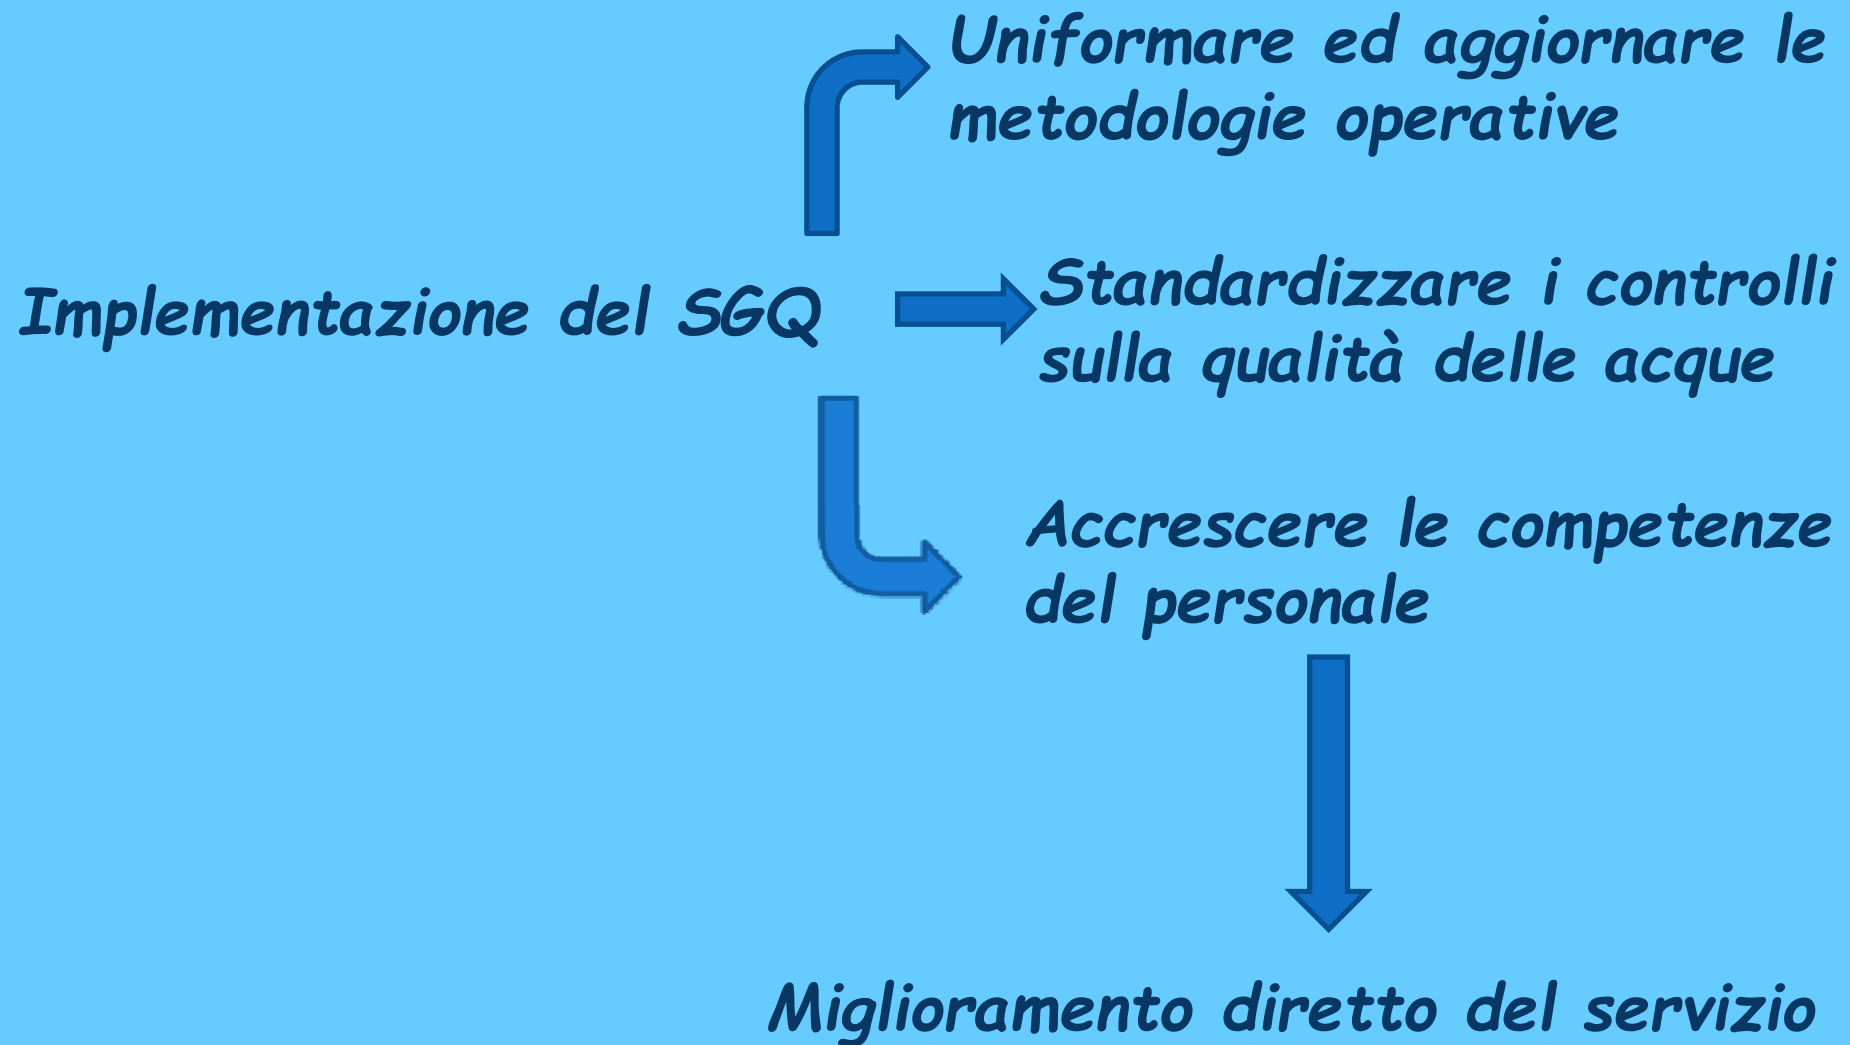 Uniformare ed aggiornare le
metodologie operative
Implementazione del SGQ
Standardizzare i controlli
sulla qualità delle acque
Accrescere le competenze
del personale
Miglioramento diretto del servizio